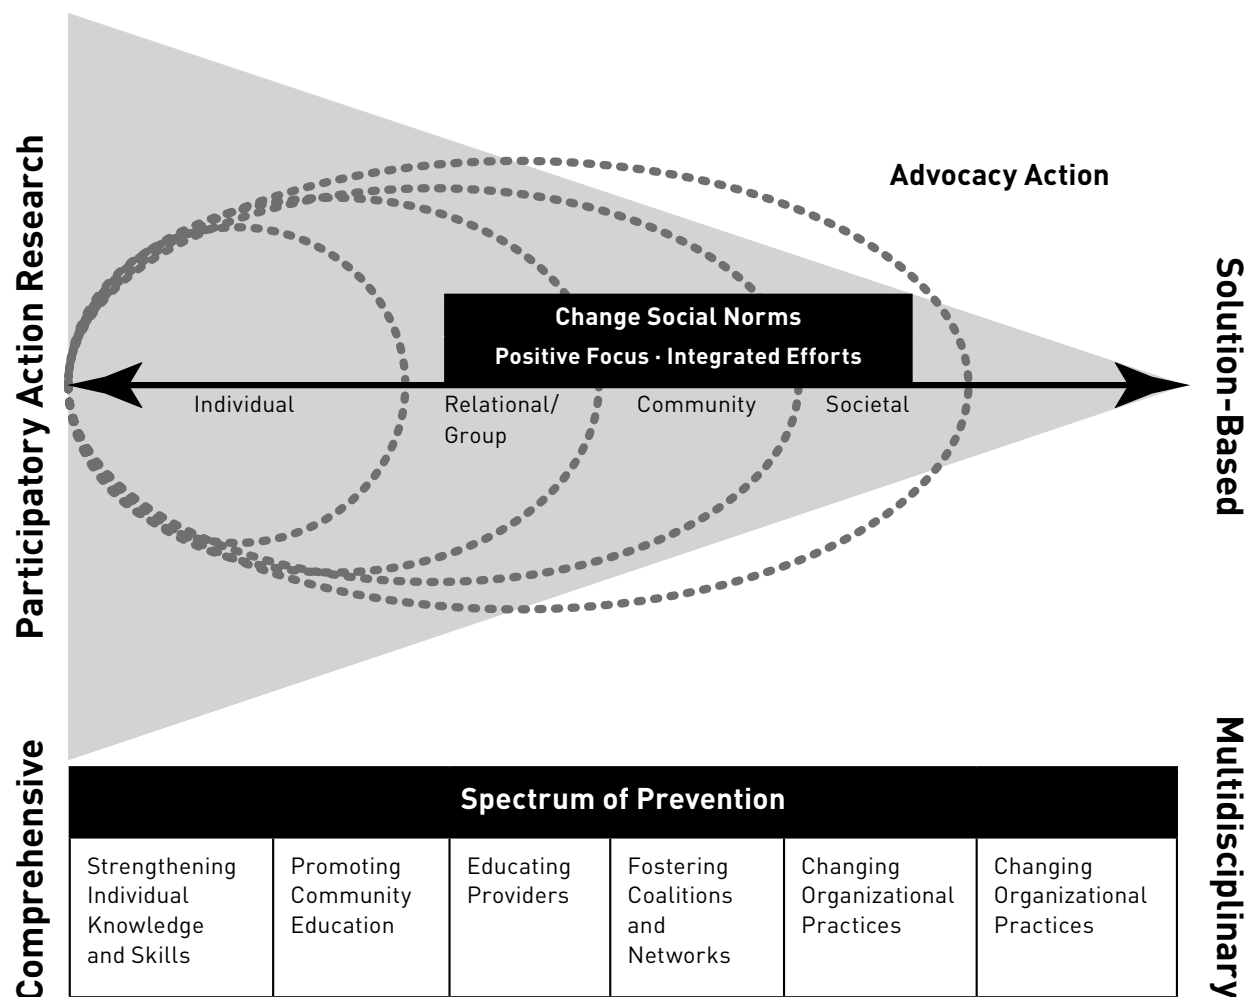 Participatory Action Research
Advocacy Action
Solution-Based
Change Social Norms
Positive Focus · Integrated Efforts
Individual
Relational/
Group
Community
Societal
Comprehensive
Multidisciplinary
Spectrum of Prevention
Strengthening
Individual
Knowledge
and Skills
Promoting
Community
Education
Educating
Providers
Fostering
Coalitions
and
Networks
Changing
Organizational
Practices
Changing
Organizational
Practices